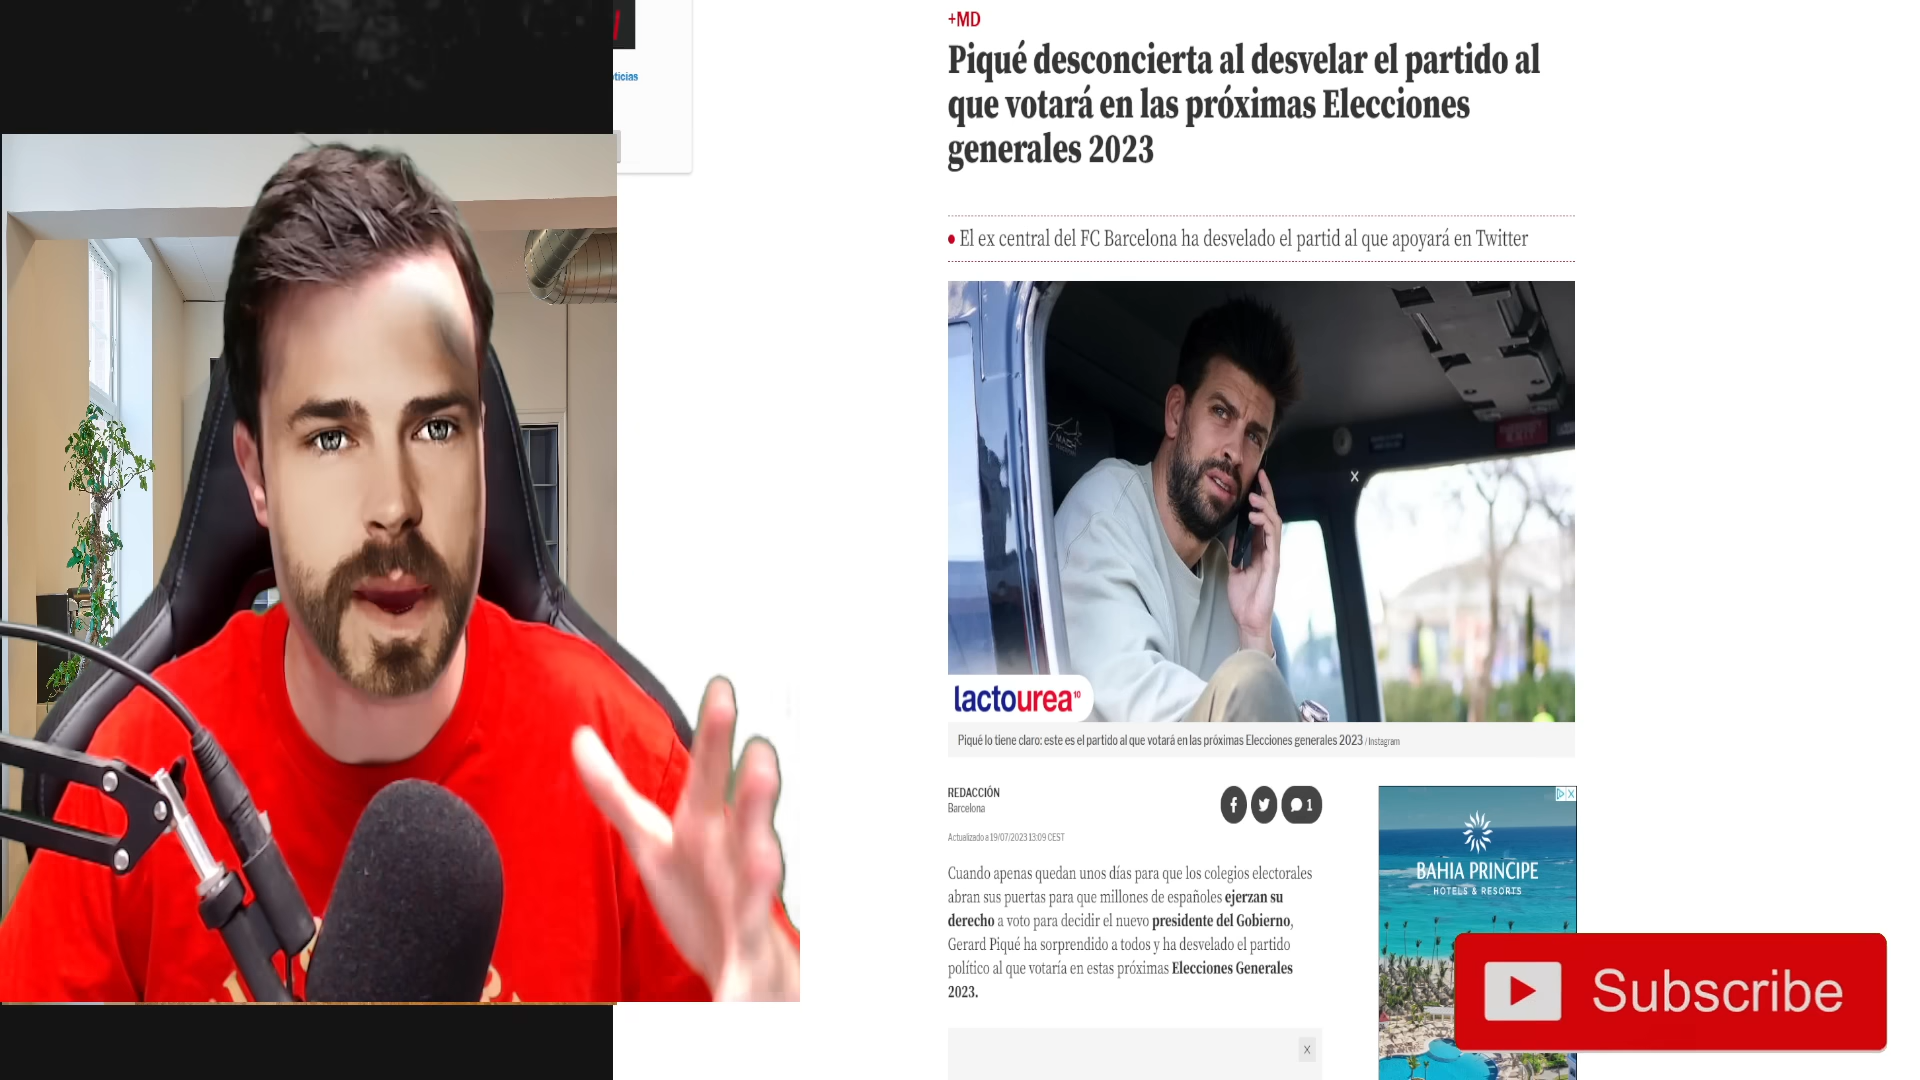 ticias
+MD
Piqué desconcierta al desvelar el partido al
que votará en las próximas Elecciones
generales 2023
El ex central del FC Barcelona ha desvelado el partid al que apoyará en Twitter
x
lactourea10
Piqué lo tiene claro: este es el partido al que votará en las próximas Elecciones generales 2023 / Instagram
REDACCIÓN
Barcelona
1
Actualizado a 19/07/2023 13:09 CEST
Cuando apenas quedan unos días para que los colegios electorales
abran sus puertas para que millones de españoles ejerzan su
derecho a voto para decidir el nuevo presidente del Gobierno,
Gerard Piqué ha sorprendido a todos y ha desvelado el partido
político al que votaría en estas próximas Elecciones Generales
2023.
X
BAHIA PRINCIPE
HOTELS & RESORTS
Subscribe